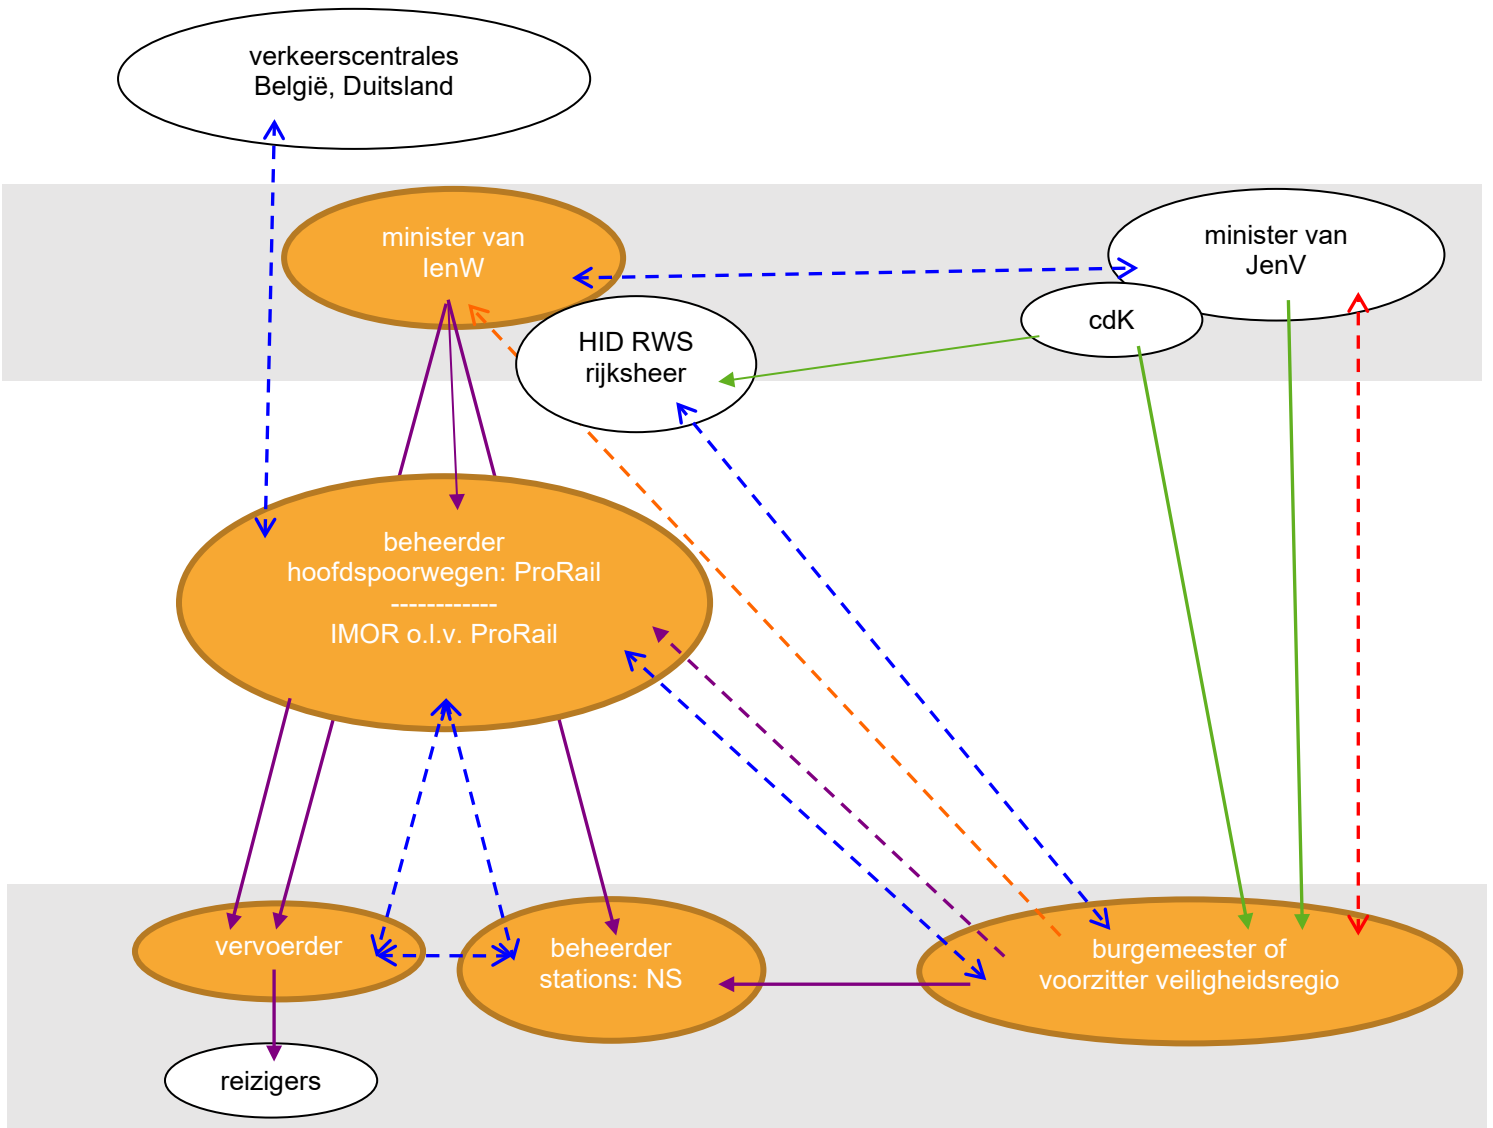 verkeerscentrales
België, Duitsland
minister van
IenW
minister van
JenV
cdK
HID RWS
rijksheer
beheerder
hoofdspoorwegen: ProRail
------------
IMOR o.l.v. ProRail
vervoerder
beheerder
stations: NS
burgemeester of
voorzitter veiligheidsregio
reizigers